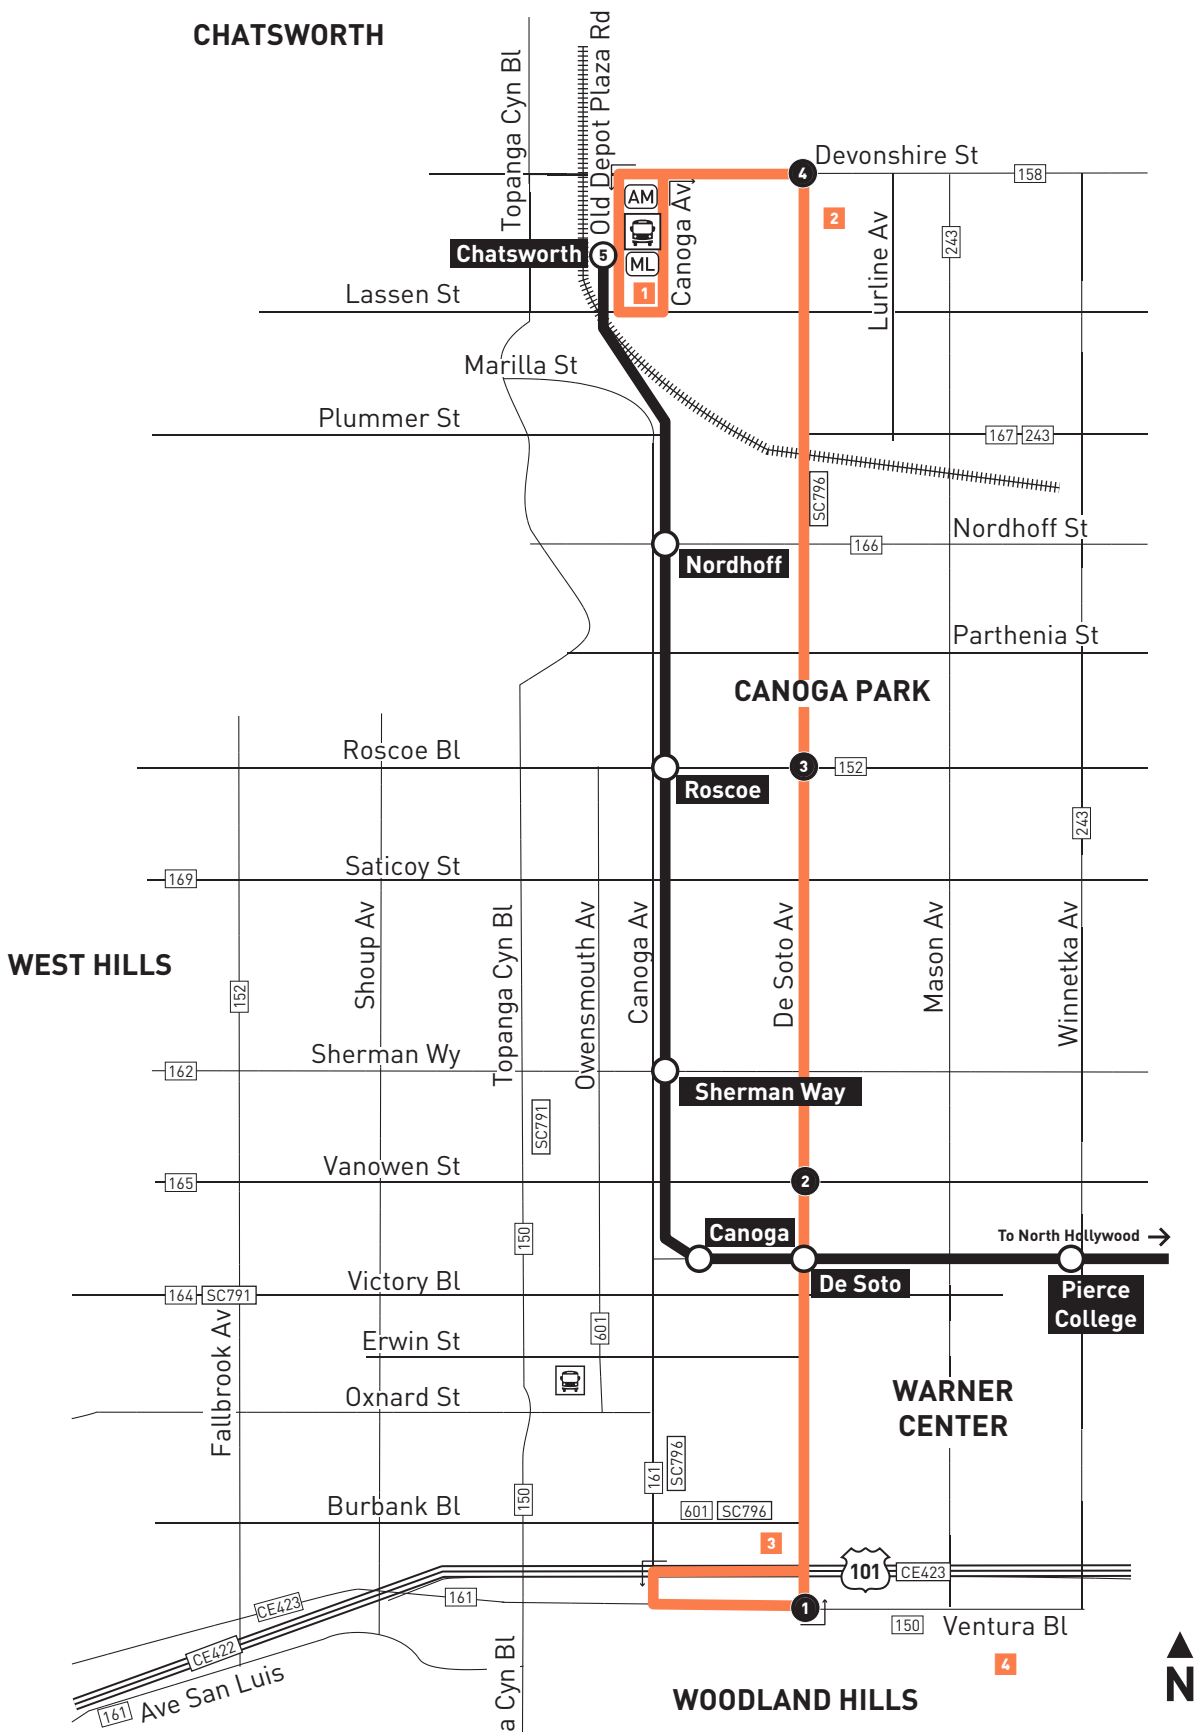 CHATSWORTH
Topanga Cyn Bl
Old Depot Plaza Rd
Devonshire St
4
158
AM
2
243
Lurline Av
Canoga Av
Chatsworth
5
ML
1
Lassen St
Marilla St
Plummer St
167
243
SC796
Nordhoff St
166
Nordhoff
Parthenia St
CANOGA PARK
Roscoe Bl
3
152
Roscoe
243
Saticoy St
169
Shoup Av
Topanga Cyn Bl
Owensmouth Av
Canoga Av
De Soto Av
Mason Av
Winnetka Av
WEST HILLS
152
Sherman Wy
162
Sherman Way
SC791
Vanowen St
165
2
150
Canoga
To North Hollywood →
Victory Bl
164
SC791
De Soto
Pierce
College
Fallbrook Av
601
Erwin St
WARNER
CENTER
Oxnard St
161
SC796
150
Burbank Bl
601
SC796
3
101
CE423
CE423
161
1
150
Ventura Bl
CE422
4
Ave San Luis
161
a Cyn Bl
WOODLAND HILLS
N